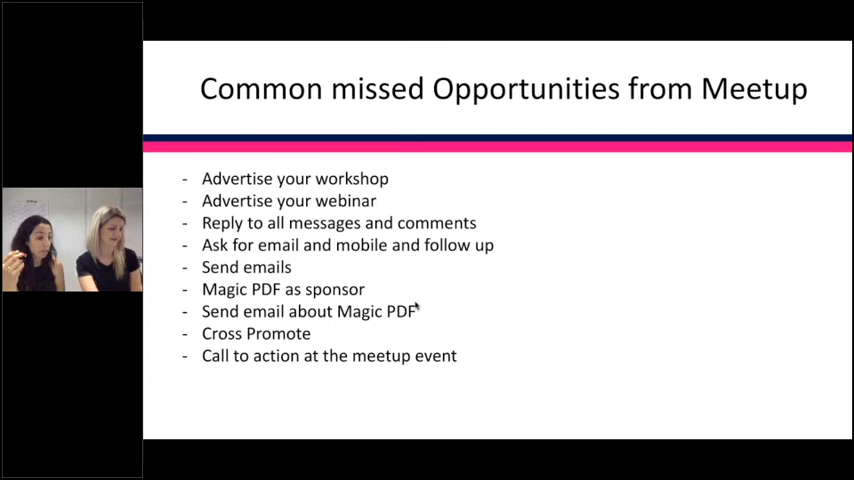 Common missed Opportunities from Meetup
- Advertise your workshop
- Advertise your webinar
- Reply to all messages and comments
- Ask for email and mobile and follow up
- Send emails
- Magic PDF as sponsor
- Send email about Magic PDF
- Cross Promote
- Call to action at the meetup event